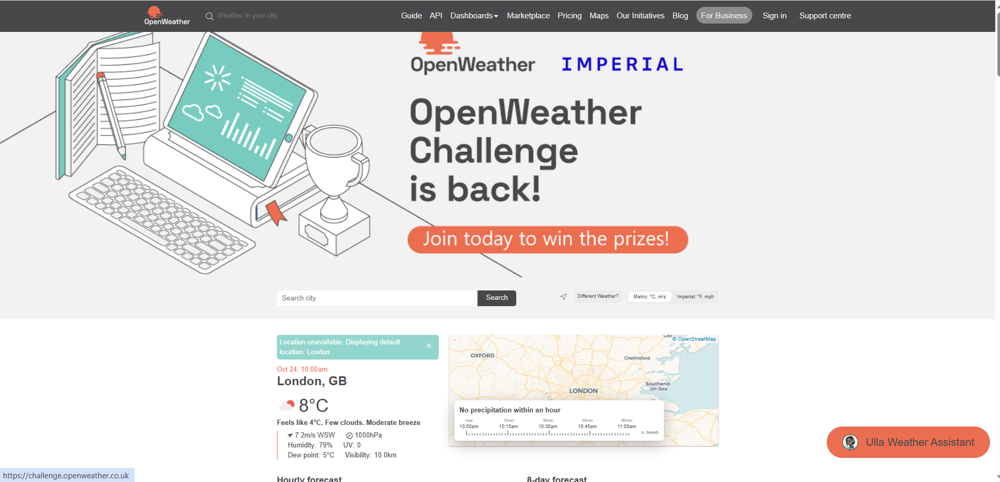 OpenWeather
Weather in your city
Guide API Dashboards Marketplace Pricing Maps Our Initiatives Blog For Business Sign in Support centre
OpenWeather IMPERIAL
OpenWeather
Challenge
is back!
Join today to win the prizes!
Search city Search
Different Weather? Metric: °C, m/s Imperial: °F, mph
Location unavailable. Displaying default
location: London
Oct 24, 10:00am
London, GB
8°C
Feels like 4°C. Few clouds. Moderate breeze
7.2m/s WSW 1000hPa
Humidity: 79% UV: 0
Dew point: 5°C Visibility: 10.0km
Colchester
© OpenStreetMap
OXFORD
Chelmsford
Southend-
on-Sea
LONDON
No precipitation within an hour
now 15min 30min 45min 60min
10:00am 10:15am 10:30am 10:45am 11:00am
0mm/h
Ulla Weather Assistant
https://challenge.openweather.co.uk
Hourly forecast 8-day forecast